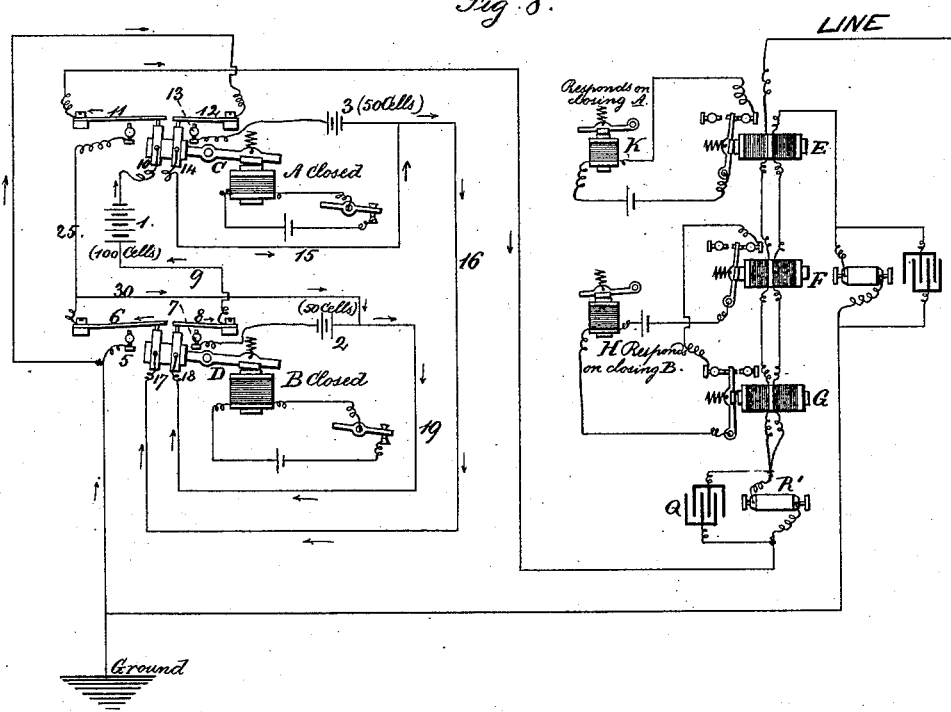 Fig. 8.
LINE
Responds on
closing A.
K
E
11
13
12
3 (50 Cells)
10
14
C
A Closed
25.
1.
(100 Cells)
15
16
9
30
7
(50 Cells)
6
8
2
5
17
18
D
B Closed
19
F
H Responds
on closing B.
G
Q
R'
Ground